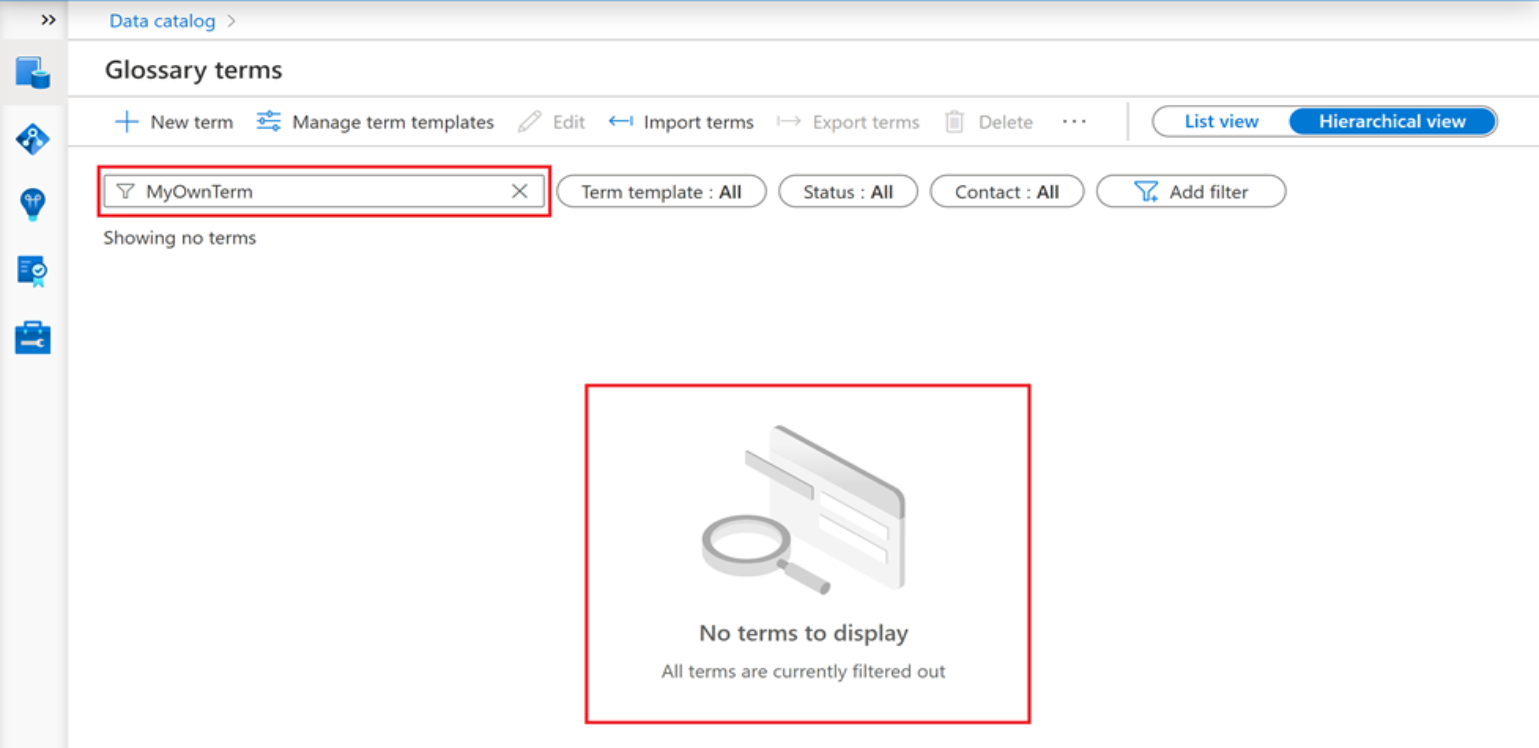 Data catalog >
Glossary terms
New term Manage term templates Edit Import terms Export terms Delete ... List view Hierarchical view
MyOwnTerm Term template : All Status : All Contact : All Add filter
Showing no terms
No terms to display
All terms are currently filtered out